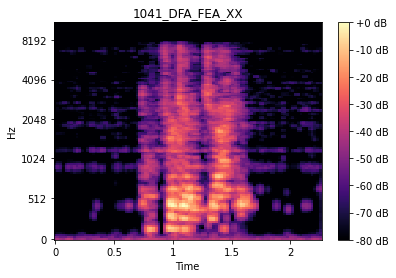 1041_DFA_FEA_XX
Hz
8192
4096
2048
1024
512
0
0
0.5
1
1.5
2
Time
+0 dB
-10 dB
-20 dB
-30 dB
-40 dB
-50 dB
-60 dB
-70 dB
-80 dB